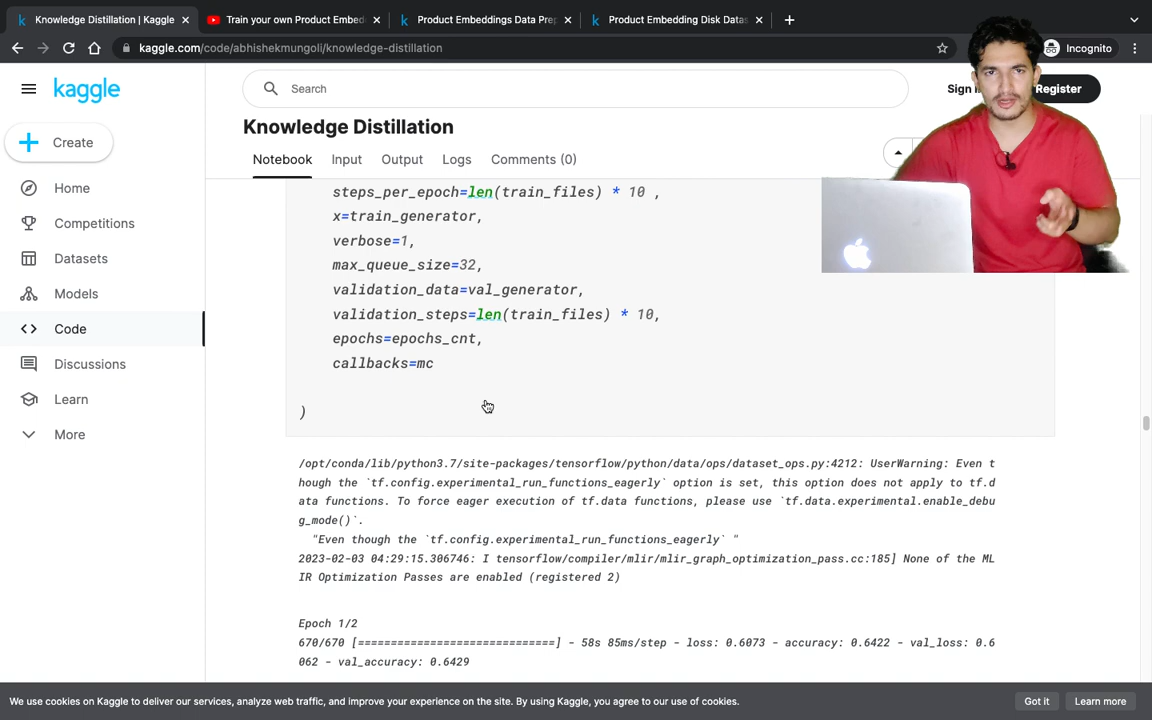 Knowledge Distillation | Kaggle
Train your own Product Embed
Product Embeddings Data Prep
Product Embedding Disk Datas
kaggle.com/code/abhishekmungoli/knowledge-distillation
Incognito
kaggle
Search
Sign
Register
Create
Knowledge Distillation
Notebook
Input
Output
Logs
Comments (0)
Home
Competitions
Datasets
Models
Code
Discussions
Learn
More
steps_per_epoch=len(train_files) * 10 ,
x=train_generator,
verbose=1,
max_queue_size=32,
validation_data=val_generator,
validation_steps=len(train_files) * 10,
epochs=epochs_cnt,
callbacks=mc
)
/opt/conda/lib/python3.7/site-packages/tensorflow/python/data/ops/dataset_ops.py:4212: UserWarning: Even t
hough the `tf.config.experimental_run_functions_eagerly` option is set, this option does not apply to tf.d
ata functions. To force eager execution of tf.data functions, please use `tf.data.experimental.enable_debu
g_mode()`.
"Even though the `tf.config.experimental_run_functions_eagerly` "
2023-02-03 04:29:15.306746: I tensorflow/compiler/mlir/mlir_graph_optimization_pass.cc:185] None of the ML
IR Optimization Passes are enabled (registered 2)
Epoch 1/2
670/670 [==============================] - 58s 85ms/step - loss: 0.6073 - accuracy: 0.6422 - val_loss: 0.6
062 - val_accuracy: 0.6429
We use cookies on Kaggle to deliver our services, analyze web traffic, and improve your experience on the site. By using Kaggle, you agree to our use of cookies.
Got it
Learn more